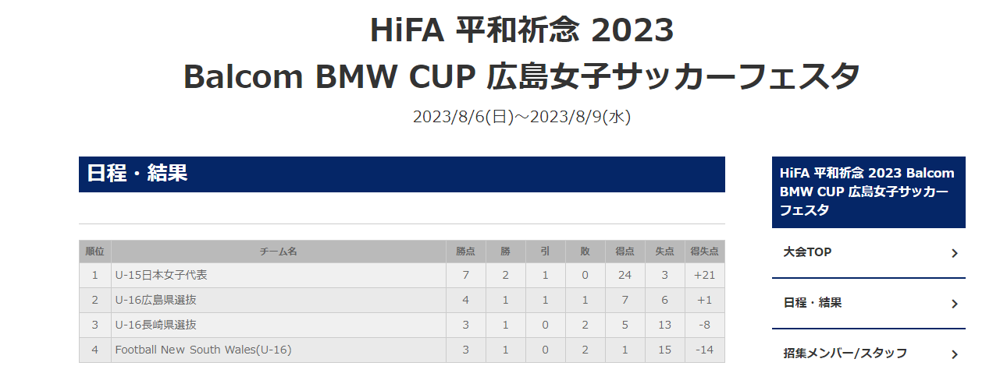 HiFA 平和祈念 2023
Balcom BMW CUP 広島女子サッカーフェスタ
2023/8/6(日)～2023/8/9(水)
日程・結果
順位 チーム名 勝点 勝 引 敗 得点 失点 得失点
1 U-15日本女子代表 7 2 1 0 24 3 +21
2 U-16広島県選抜 4 1 1 1 7 6 +1
3 U-16長崎県選抜 3 1 0 2 5 13 -8
4 Football New South Wales(U-16) 3 1 0 2 1 15 -14
HiFA 平和祈念 2023 Balcom
BMW CUP 広島女子サッカー
フェスタ
大会TOP
日程・結果
招集メンバー/スタッフ